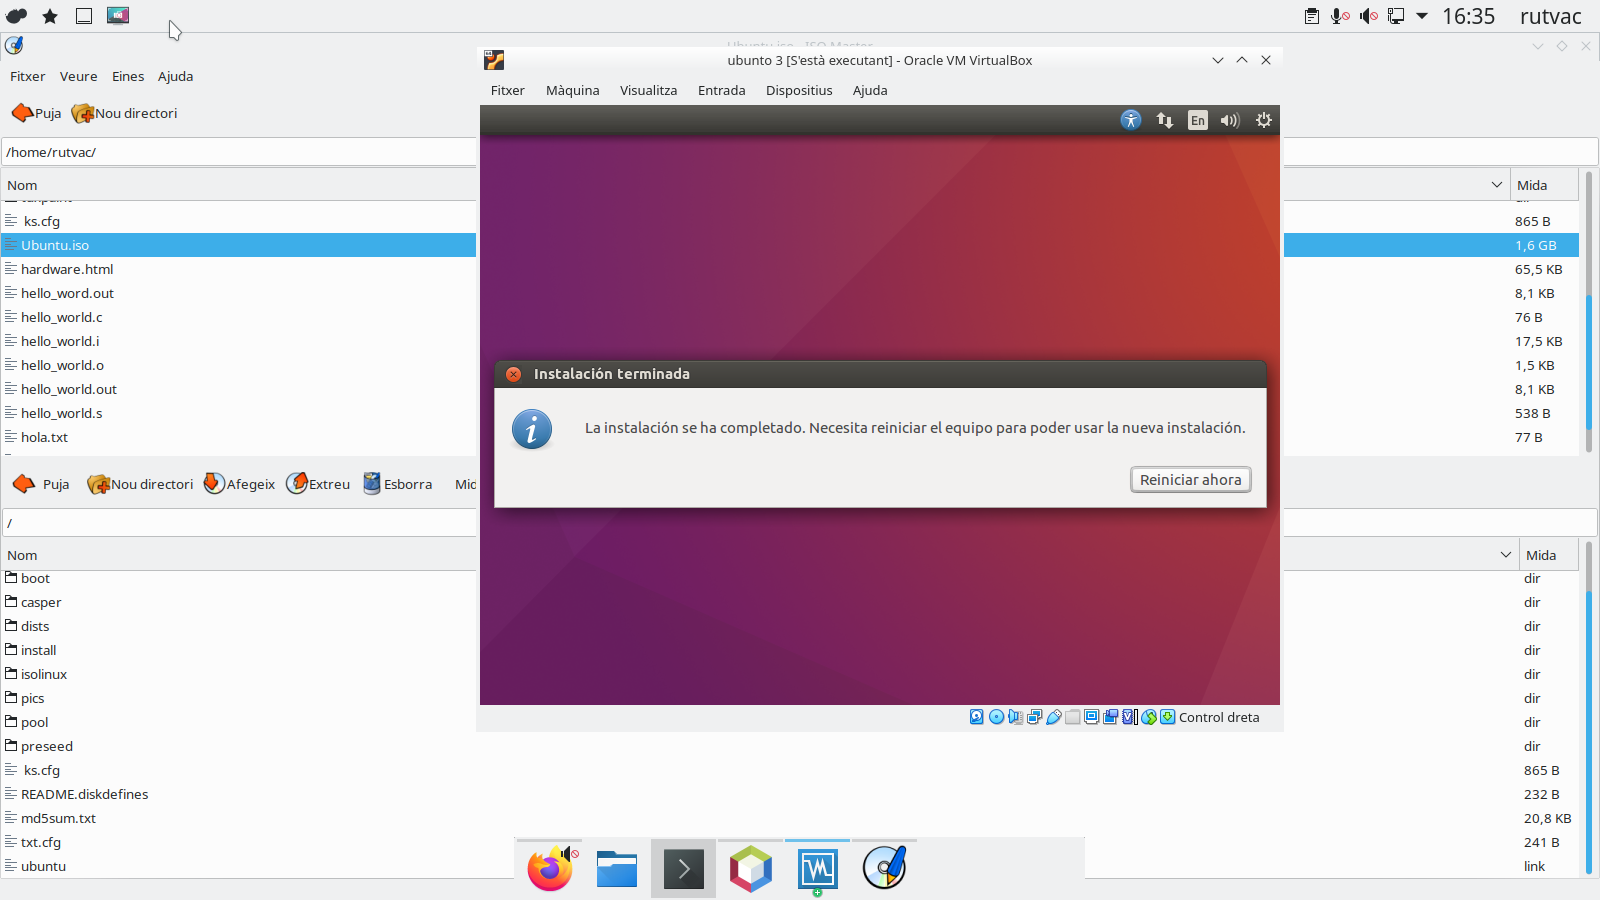 16:35 rutvac
Ubuntu.iso - ISO Master
Fitxer Veure Eines Ajuda
Puja Nou directori
/home/rutvac/
Nom Mida
ks.cfg 865 B
Ubuntu.iso 1,6 GB
hardware.html 65,5 KB
hello_word.out 8,1 KB
hello_world.c 76 B
hello_world.i 17,5 KB
hello_world.o 1,5 KB
hello_world.out 8,1 KB
hello_world.s 538 B
hola.txt 77 B
Puja Nou directori Afegeix Extreu Esborra Mid
/
Nom Mida
boot dir
casper dir
dists dir
install dir
isolinux dir
pics dir
pool dir
preseed dir
ks.cfg 865 B
README.diskdefines 232 B
md5sum.txt 20,8 KB
txt.cfg 241 B
ubuntu link
ubunto 3 [S'està executant] - Oracle VM VirtualBox
Fitxer Màquina Visualitza Entrada Dispositius Ajuda
En
Instalación terminada
La instalación se ha completado. Necesita reiniciar el equipo para poder usar la nueva instalación.
Reiniciar ahora
Control dreta